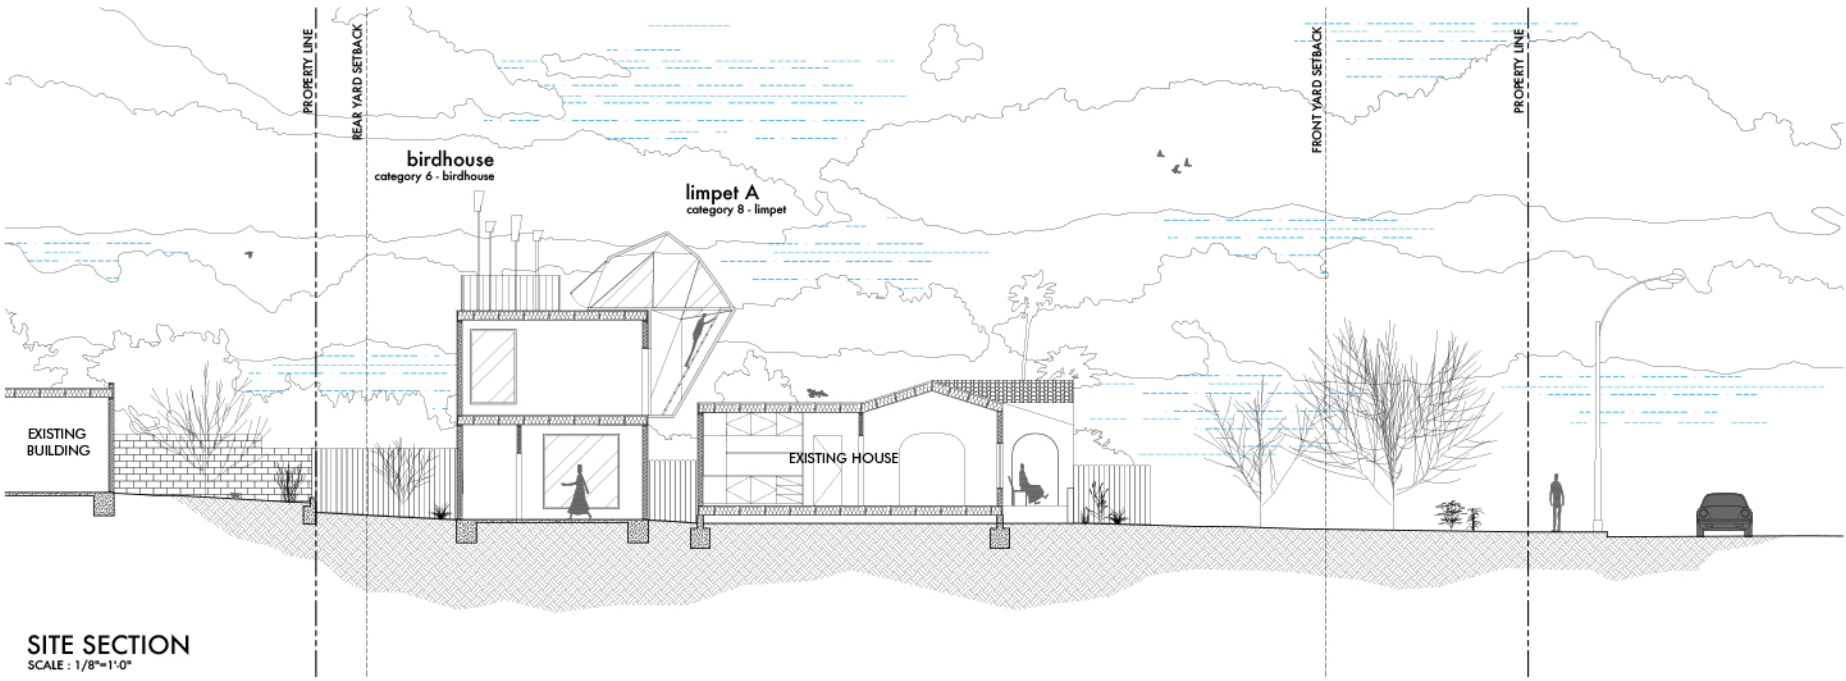 PROPERTY LINE
REAR YARD SETBACK
FRONT YARD SETBACK
PROPERTY LINE
birdhouse
category 6 - birdhouse
limpet A
category 8 - limpet
EXISTING
BUILDING
EXISTING HOUSE
SITE SECTION
SCALE : 1/8"=1'-0"